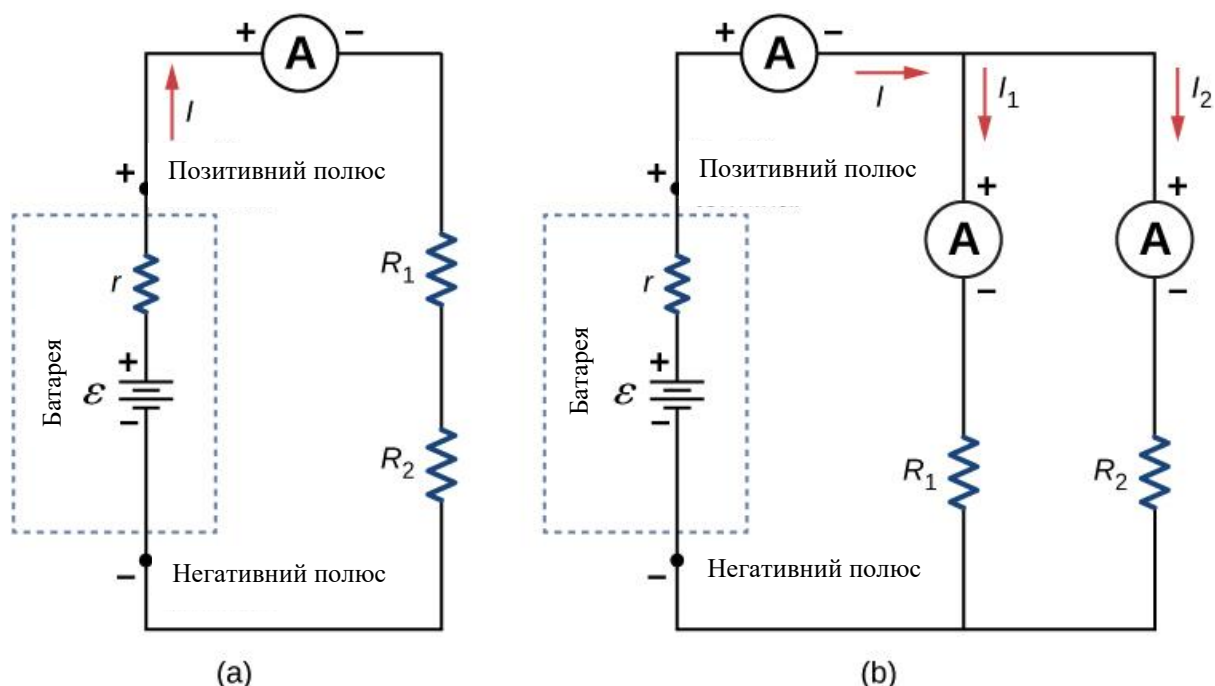 + A −
I
+ Позитивний полюс
r
Батарея
+
ε
−
R1
R2
− Негативний полюс
(a)
+ A −
I
I1
I2
+ Позитивний полюс
+
A
−
+
A
−
r
Батарея
+
ε
−
R1
R2
− Негативний полюс
(b)